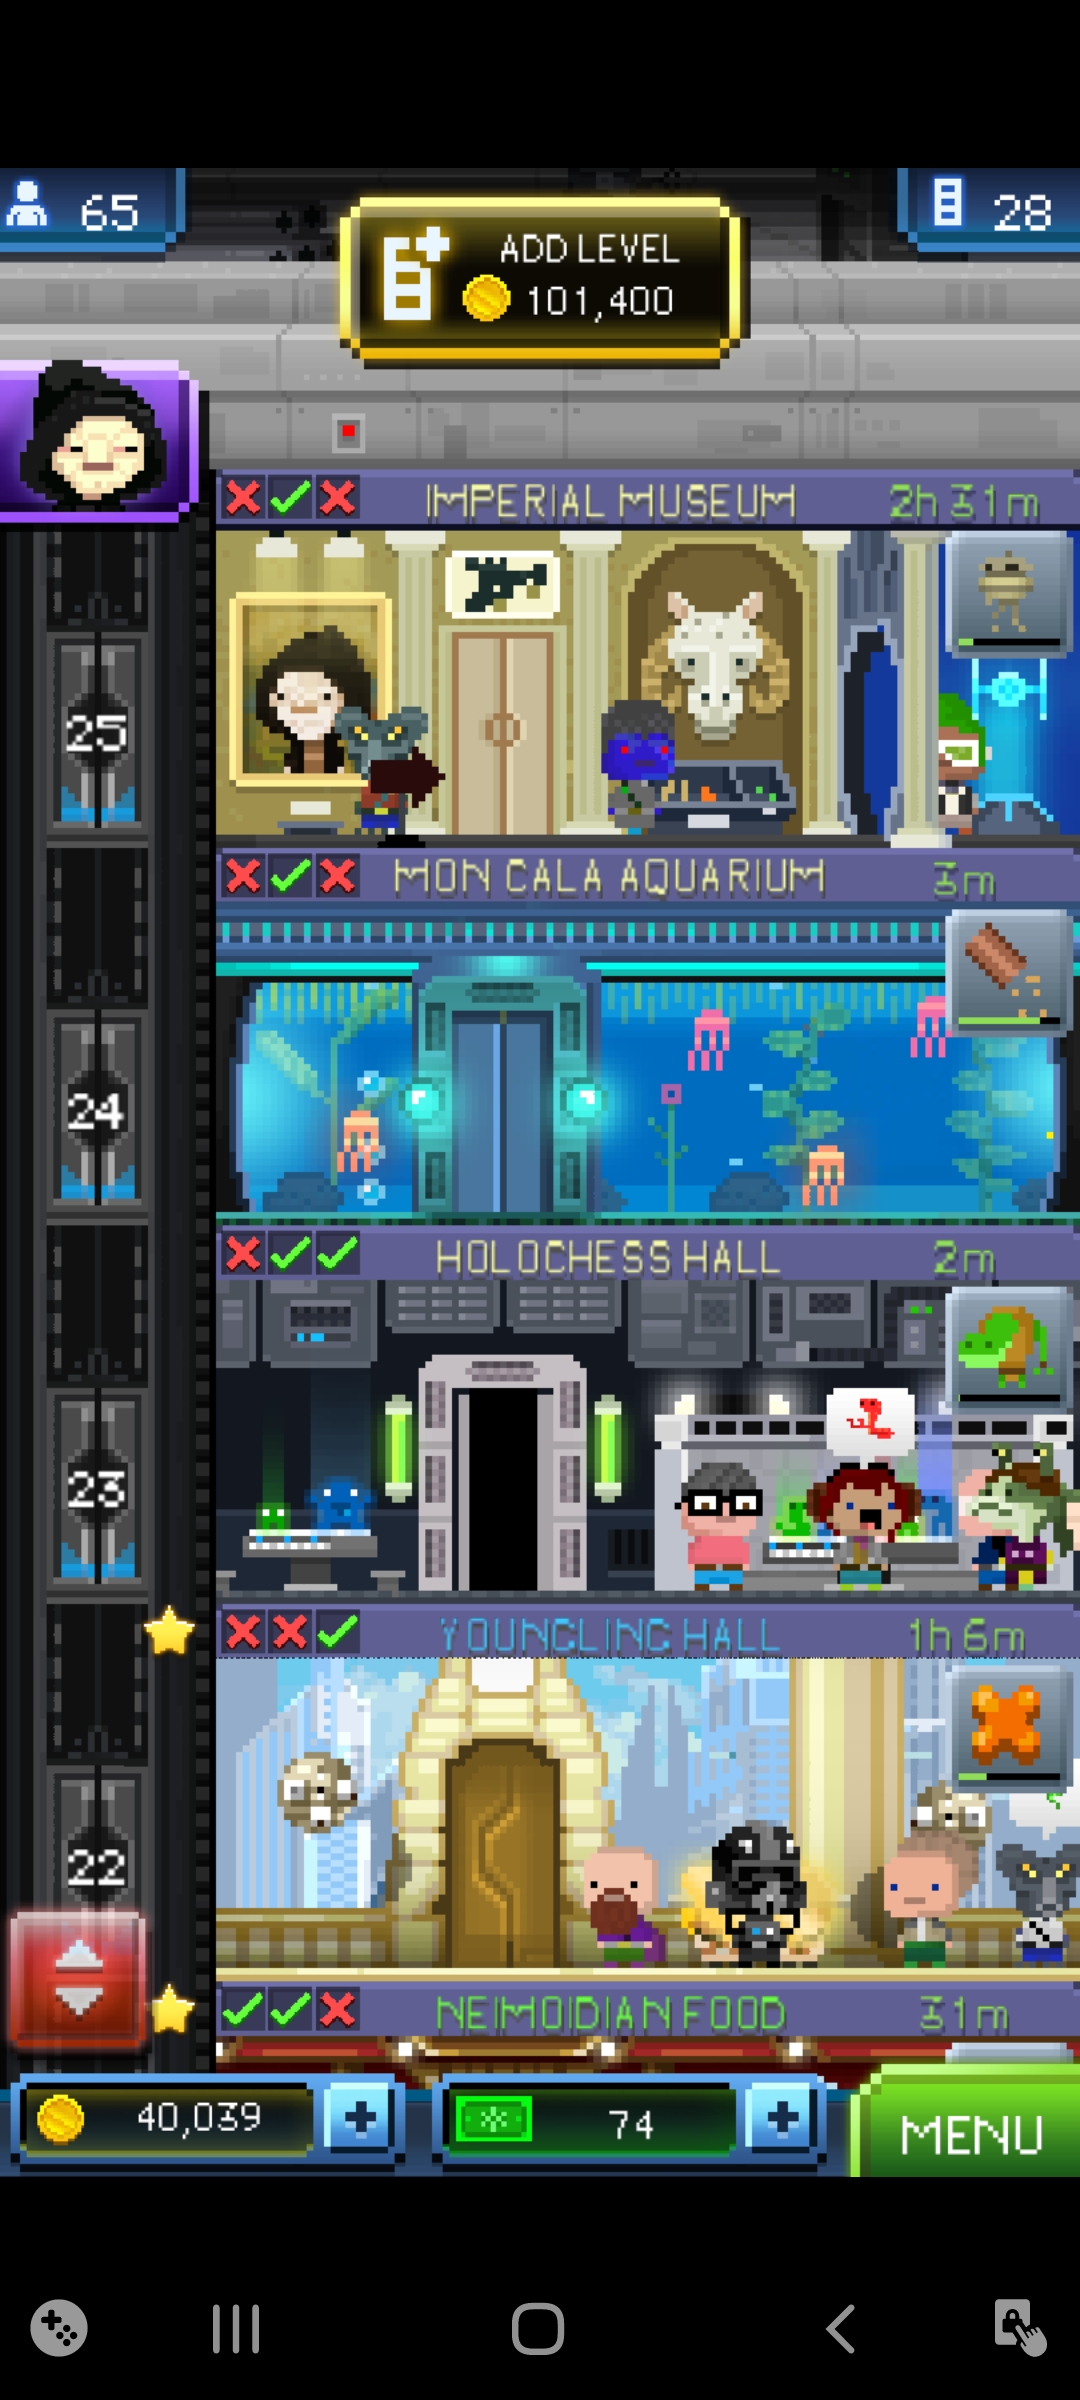 65
ADD LEVEL
101,400
28
IMPERIAL MUSEUM 2h 31m
25
MON CALA AQUARIUM 3m
24
HOLOCHESS HALL 2m
23
YOUNGLING HALL 1h 6m
22
NEIMOIDIAN FOOD 31m
40,039
74
MENU